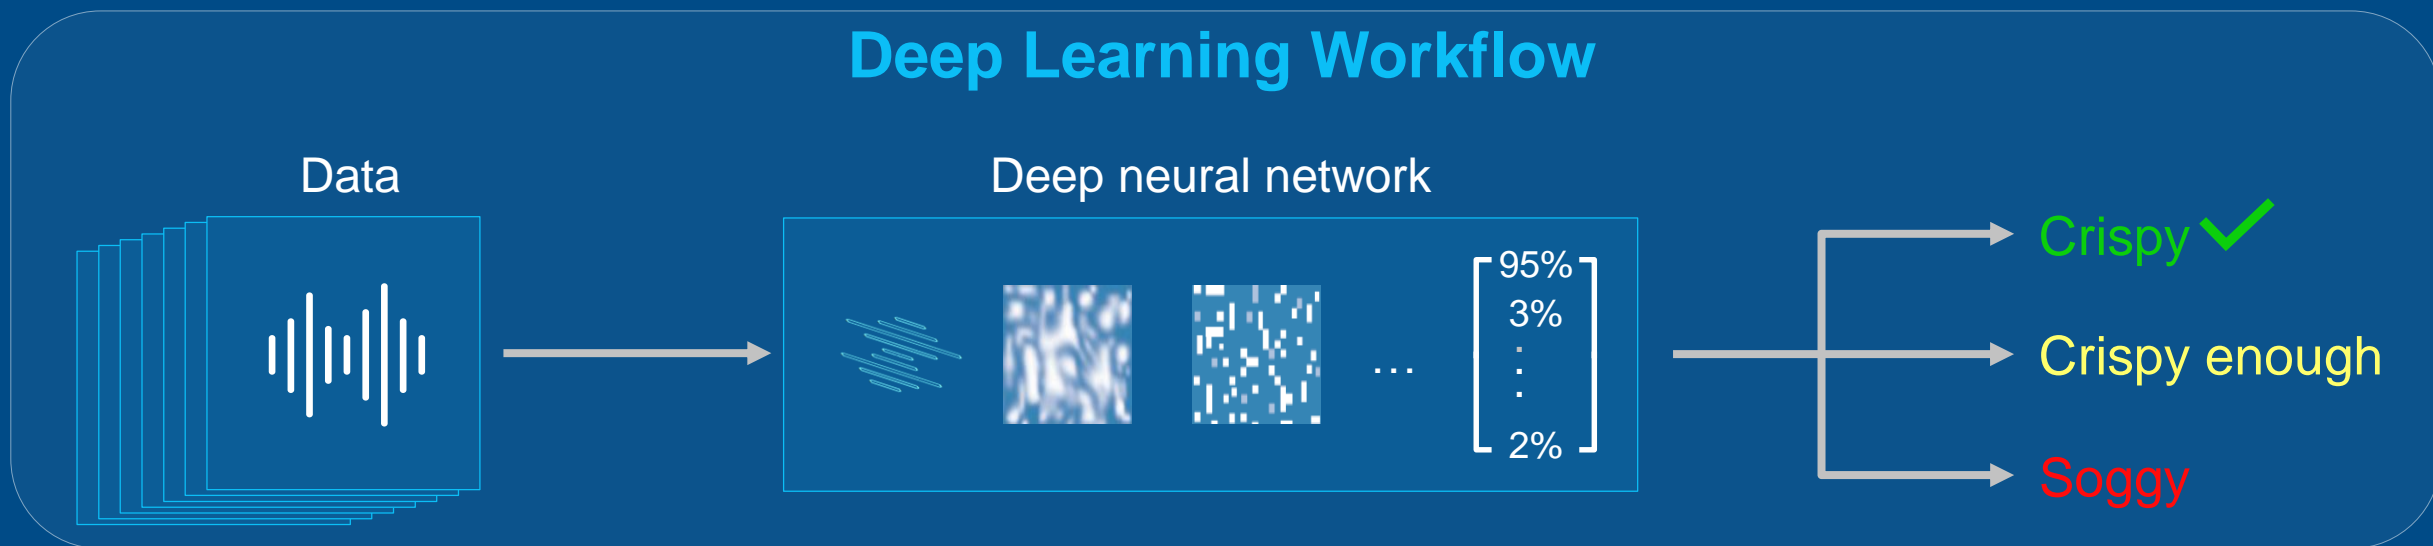 Deep Learning Workflow
Data
Deep neural network
...
95%
3%
.
.
.
2%
Crispy
Crispy enough
Soggy